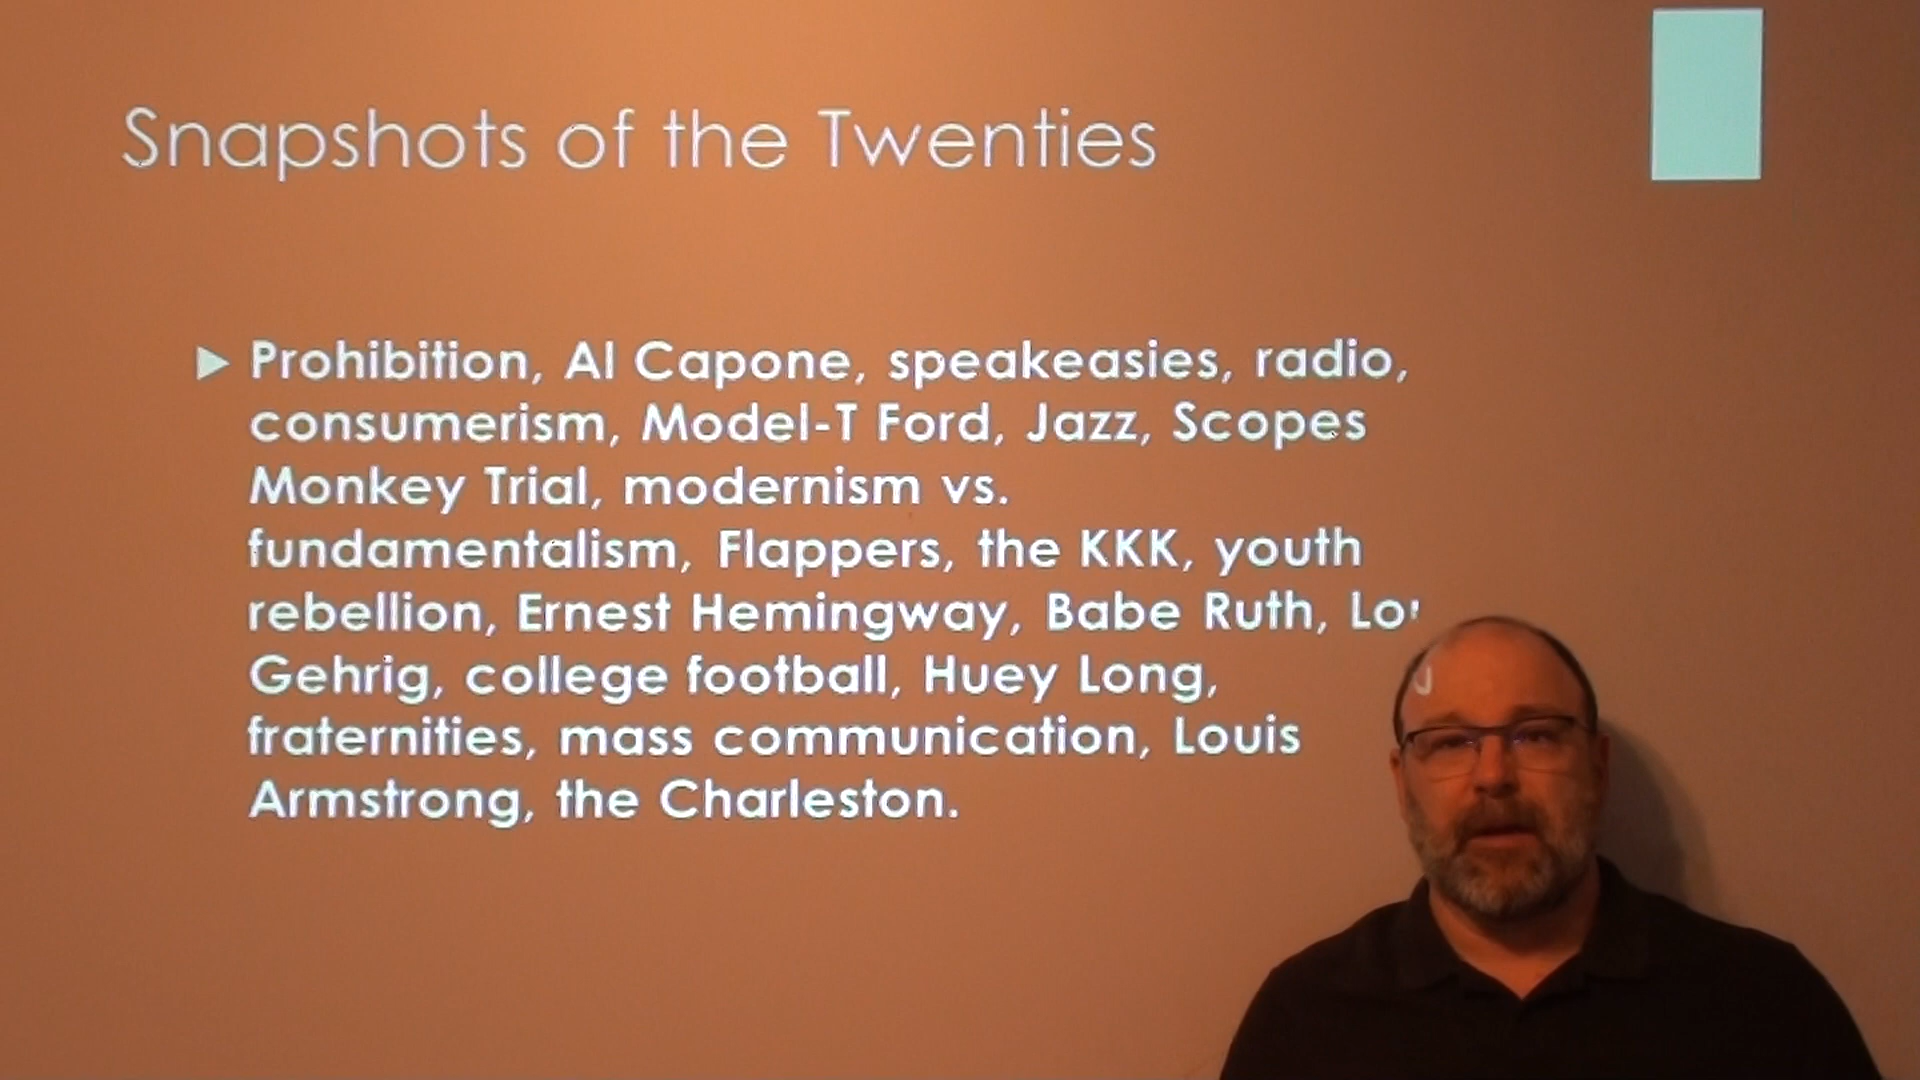 Snapshots of the Twenties
Prohibition, Al Capone, speakeasies, radio,
consumerism, Model-T Ford, Jazz, Scopes
Monkey Trial, modernism vs.
fundamentalism, Flappers, the KKK, youth
rebellion, Ernest Hemingway, Babe Ruth,
Gehrig, college football, Huey Long,
fraternities, mass communication, Louis
Armstrong, the Charleston.